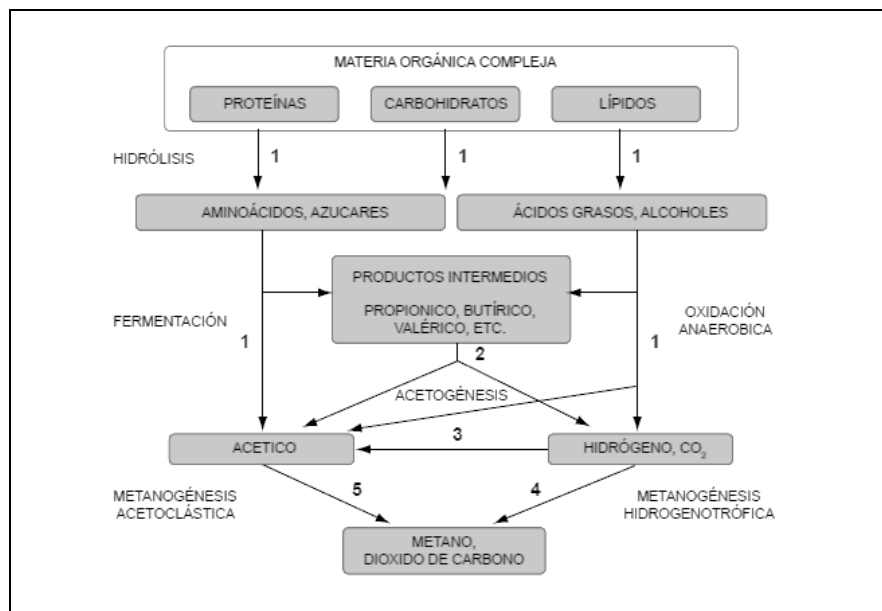 MATERIA ORGÁNICA COMPLEJA
PROTEÍNAS
CARBOHIDRATOS
LÍPIDOS
HIDRÓLISIS
1
1
1
AMINOÁCIDOS, AZUCARES
ÁCIDOS GRASOS, ALCOHOLES
PRODUCTOS INTERMEDIOS
PROPIONICO, BUTÍRICO,
VALÉRICO, ETC.
FERMENTACIÓN
OXIDACIÓN
ANAEROBICA
1
2
1
ACETOGÉNESIS
ACETICO
3
HIDRÓGENO, CO₂
METANOGÉNESIS
ACETOCLÁSTICA
5
4
METANOGÉNESIS
HIDROGENOTRÓFICA
METANO,
DIOXIDO DE CARBONO